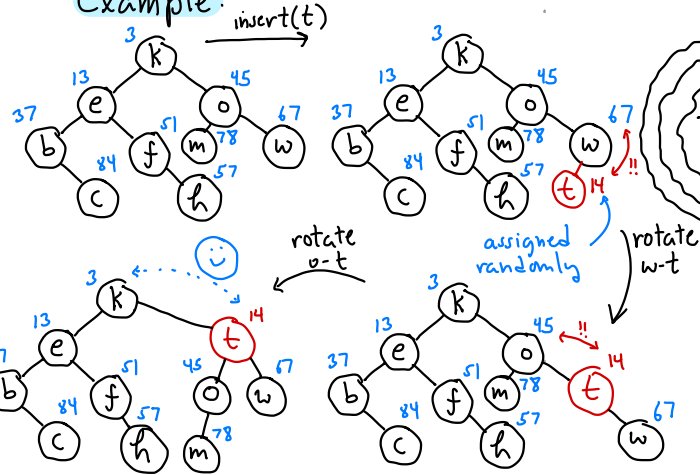 Example:
insert(t)
3
k
13
45
e
o
37
51
78
67
b
f
m
w
84
57
c
h
3
k
13
45
e
o
37
51
78
67
b
f
m
w
!!
84
57
t
14
c
h
assigned
randomly
rotate
w-t
rotate
o-t
3
k
14
13
t
e
51
45
67
b
f
o
w
84
57
78
c
h
m
3
k
45
!!
13
14
e
o
37
51
78
t
b
f
m
84
57
67
c
h
w